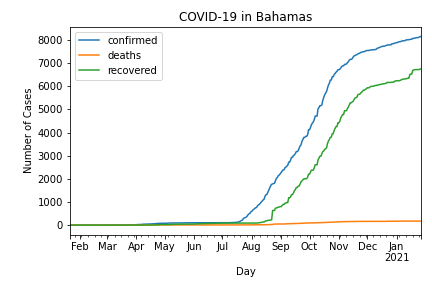 COVID-19 in Bahamas
confirmed
deaths
recovered
Number of Cases
8000
7000
6000
5000
4000
3000
2000
1000
0
Feb Mar Apr May Jun Jul Aug Sep Oct Nov Dec Jan
2021
Day